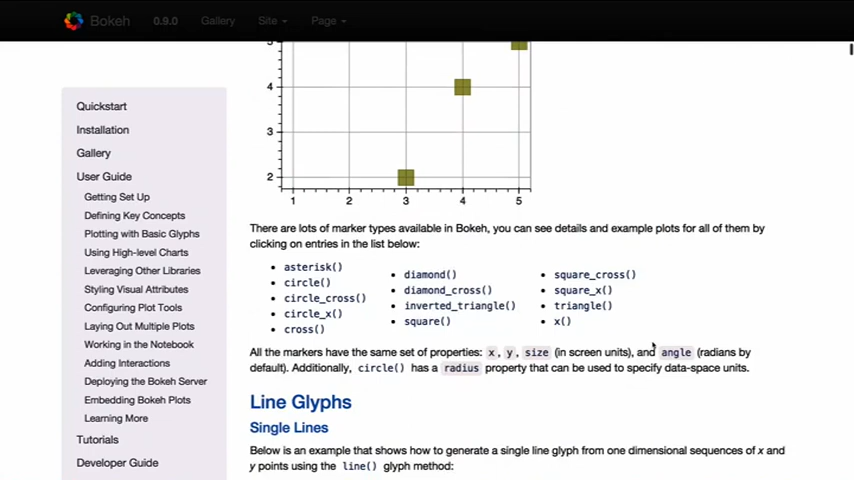 Bokeh 0.9.0 Gallery Site Page
5
4
3
2
1 2 3 4 5
Quickstart
Installation
Gallery
User Guide
Getting Set Up
Defining Key Concepts
Plotting with Basic Glyphs
Using High-level Charts
Leveraging Other Libraries
Styling Visual Attributes
Configuring Plot Tools
Laying Out Multiple Plots
Working in the Notebook
Adding Interactions
Deploying the Bokeh Server
Embedding Bokeh Plots
Learning More
Tutorials
Developer Guide
There are lots of marker types available in Bokeh, you can see details and example plots for all of them by
clicking on entries in the list below:
asterisk()
circle()
circle_cross()
circle_x()
cross()
diamond()
diamond_cross()
inverted_triangle()
square()
square_cross()
square_x()
triangle()
x()
All the markers have the same set of properties: x, y, size (in screen units), and angle (radians by
default). Additionally, circle() has a radius property that can be used to specify data-space units.
Line Glyphs
Single Lines
Below is an example that shows how to generate a single line glyph from one dimensional sequences of x and
y points using the line() glyph method: